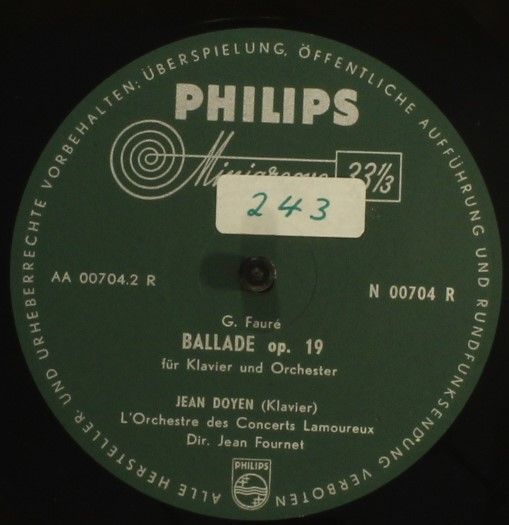 ALLE HERSTELLER- UND URHEBERRECHTE VORBEHALTEN; ÜBERSPIELUNG, ÖFFENTLICHE AUFFÜHRUNG UND RUNDFUNKSENDUNG VERBOTEN
PHILIPS
Minigroove 33⅓
243
AA 00704.2 R
N 00704 R
G. Fauré
BALLADE op. 19
für Klavier und Orchester
JEAN DOYEN (Klavier)
L'Orchestre des Concerts Lamoureux
Dir. Jean Fournet
PHILIPS